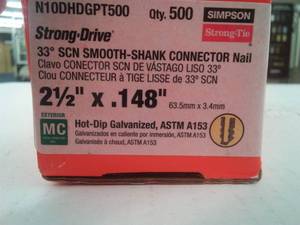 N10DHDGPT500 Qty. 500 SIMPSON
Strong-Drive® Strong-Tie
33° SCN SMOOTH-SHANK CONNECTOR Nail
Clavo CONECTOR SCN DE VÁSTAGO LISO 33°
Clou CONNECTEUR à TIGE LISSE de 33° SCN
2½" x .148" 63.5mm x 3.4mm
EXTERIOR
MC
Hot-Dip Galvanized, ASTM A153
Galvanizados en caliente por inmersión, ASTM A153
Galvanisée à chaud, ASTM A153